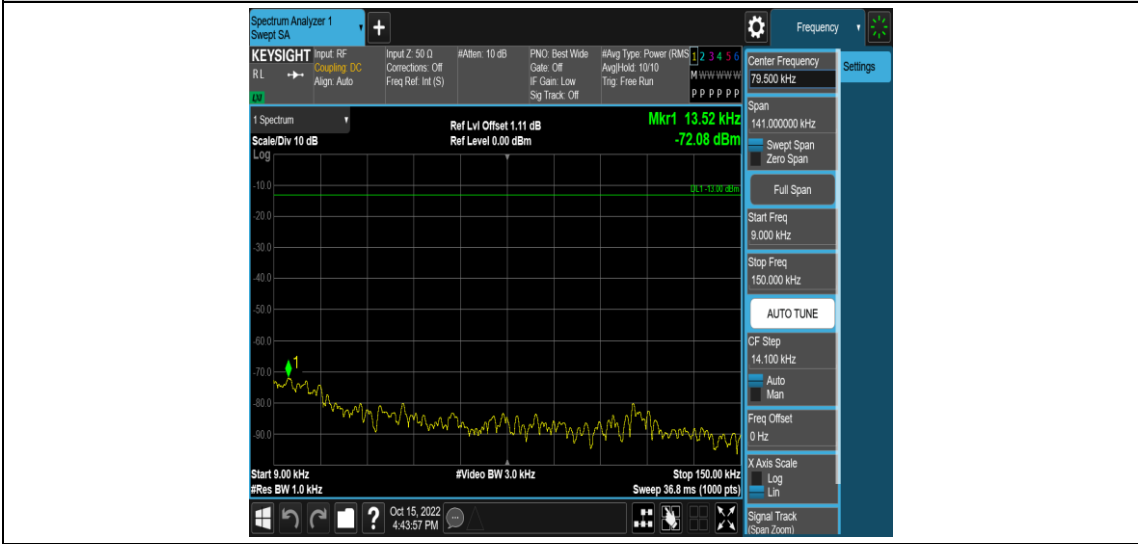 Spectrum Analyzer 1
Swept SA
+
Frequency
KEYSIGHT
RL
Input: RF
Coupling: DC
Align: Auto
Input Z: 50 Ω
Corrections: Off
Freq Ref: Int (S)
#Atten: 10 dB
PNO: Best Wide
Gate: Off
IF Gain: Low
Sig Track: Off
#Avg Type: Power (RMS
Avg|Hold: 10/10
Trig: Free Run
1 2 3 4 5 6
M W W W W W
P P P P P P
1 Spectrum
Scale/Div 10 dB
Log
Ref Lvl Offset 1.11 dB
Ref Level 0.00 dBm
Mkr1 13.52 kHz
-72.08 dBm
DL1 -13.00 dBm
-10.0
-20.0
-30.0
-40.0
-50.0
-60.0
-70.0
-80.0
-90.0
1
Start 9.00 kHz
#Res BW 1.0 kHz
#Video BW 3.0 kHz
Stop 150.00 kHz
Sweep 36.8 ms (1000 pts)
?
Oct 15, 2022
4:43:57 PM
Center Frequency
79.500 kHz
Settings
Span
141.000000 kHz
Swept Span
Zero Span
Full Span
Start Freq
9.000 kHz
Stop Freq
150.000 kHz
AUTO TUNE
CF Step
14.100 kHz
Auto
Man
Freq Offset
0 Hz
X Axis Scale
Log
Lin
Signal Track
(Span Zoom)